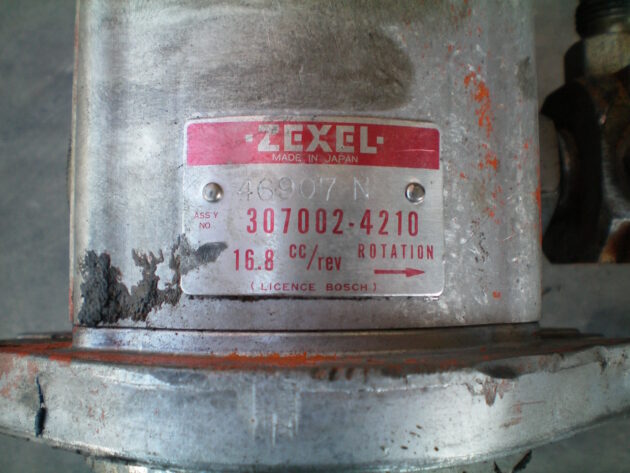 ·ZEXEL·
MADE IN JAPAN
46907 N
ASS'Y NO. 307002-4210
16.8 cc/rev ROTATION
( LICENCE BOSCH )